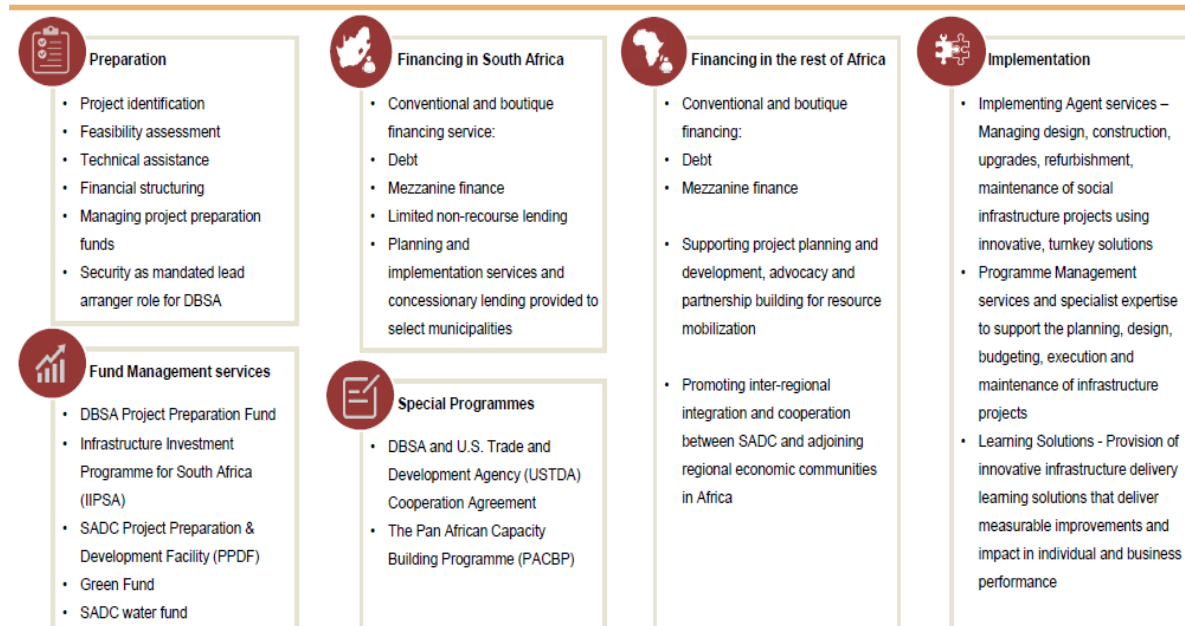 Preparation
• Project identification
• Feasibility assessment
• Technical assistance
• Financial structuring
• Managing project preparation
funds
• Security as mandated lead
arranger role for DBSA
Fund Management services
• DBSA Project Preparation Fund
• Infrastructure Investment
Programme for South Africa
(IIPSA)
• SADC Project Preparation &
Development Facility (PPDF)
• Green Fund
• SADC water fund
Financing in South Africa
• Conventional and boutique
financing service:
• Debt
• Mezzanine finance
• Limited non-recourse lending
• Planning and
implementation services and
concessionary lending provided to
select municipalities
Special Programmes
• DBSA and U.S. Trade and
Development Agency (USTDA)
Cooperation Agreement
• The Pan African Capacity
Building Programme (PACBP)
Financing in the rest of Africa
• Conventional and boutique
financing:
• Debt
• Mezzanine finance
• Supporting project planning and
development, advocacy and
partnership building for resource
mobilization
• Promoting inter-regional
integration and cooperation
between SADC and adjoining
regional economic communities
in Africa
Implementation
• Implementing Agent services –
Managing design, construction,
upgrades, refurbishment,
maintenance of social
infrastructure projects using
innovative, turnkey solutions
• Programme Management
services and specialist expertise
to support the planning, design,
budgeting, execution and
maintenance of infrastructure
projects
• Learning Solutions - Provision of
innovative infrastructure delivery
learning solutions that deliver
measurable improvements and
impact in individual and business
performance